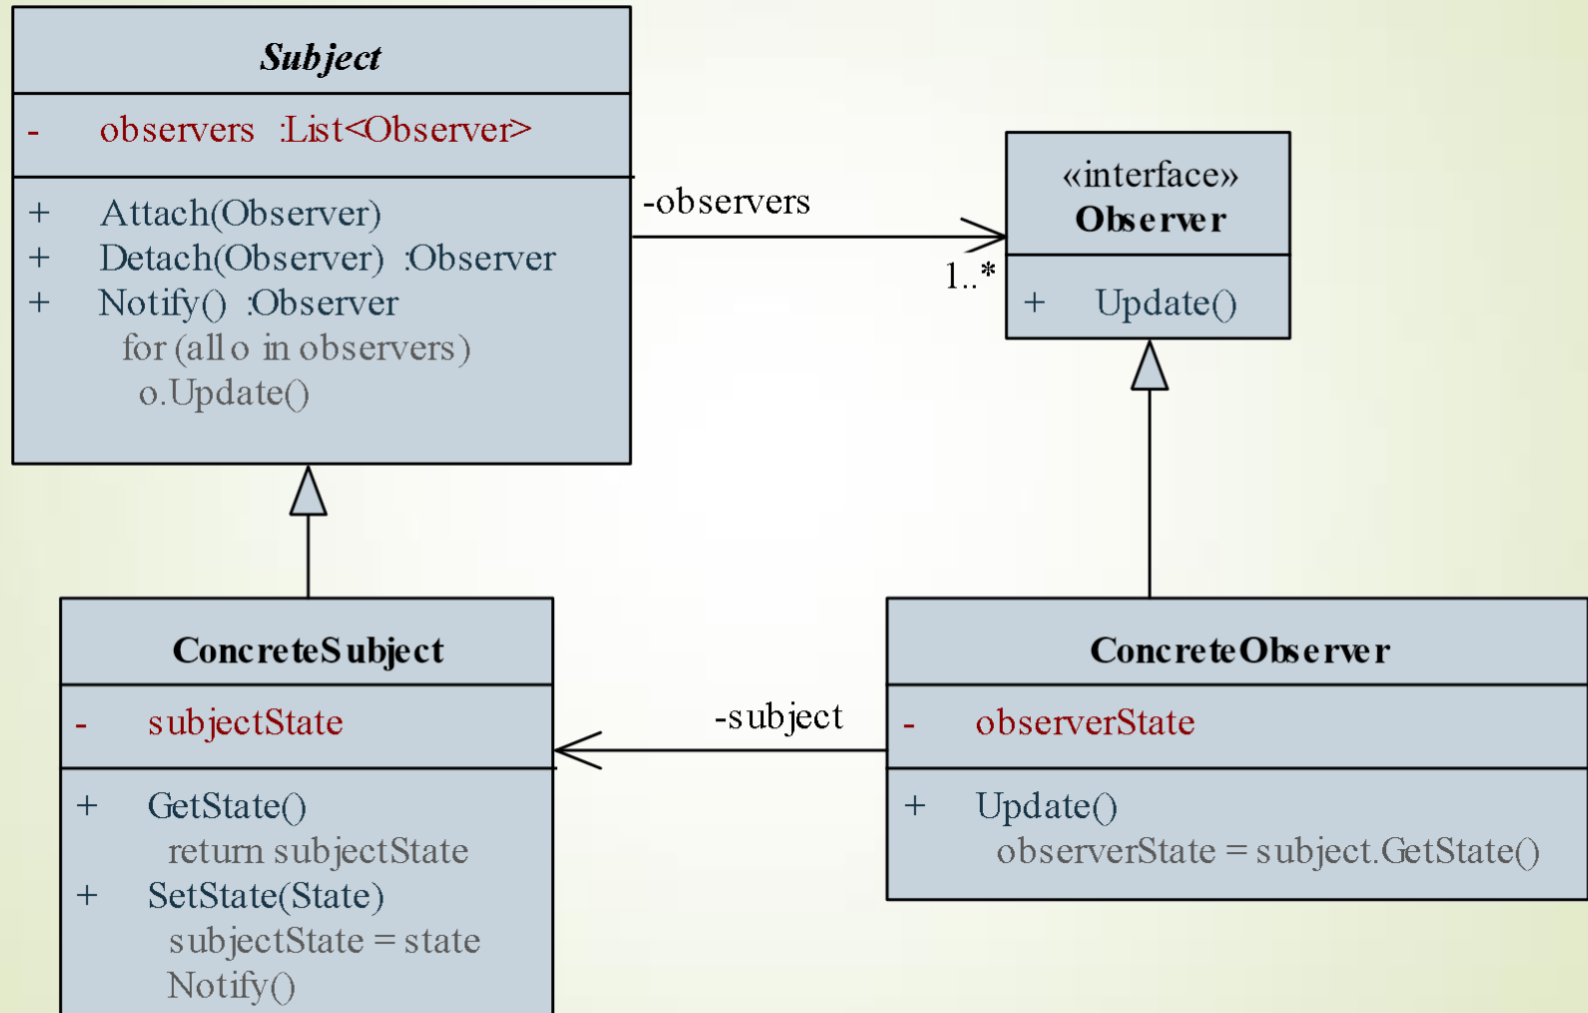 Subject
- observers :List<Observer>
+ Attach(Observer)
+ Detach(Observer) :Observer
+ Notify() :Observer
for (all o in observers)
o.Update()
-observers
1..*
«interface»
Observer
+ Update()
ConcreteSubject
- subjectState
+ GetState()
return subjectState
+ SetState(State)
subjectState = state
Notify()
-subject
ConcreteObserver
- observerState
+ Update()
observerState = subject.GetState()